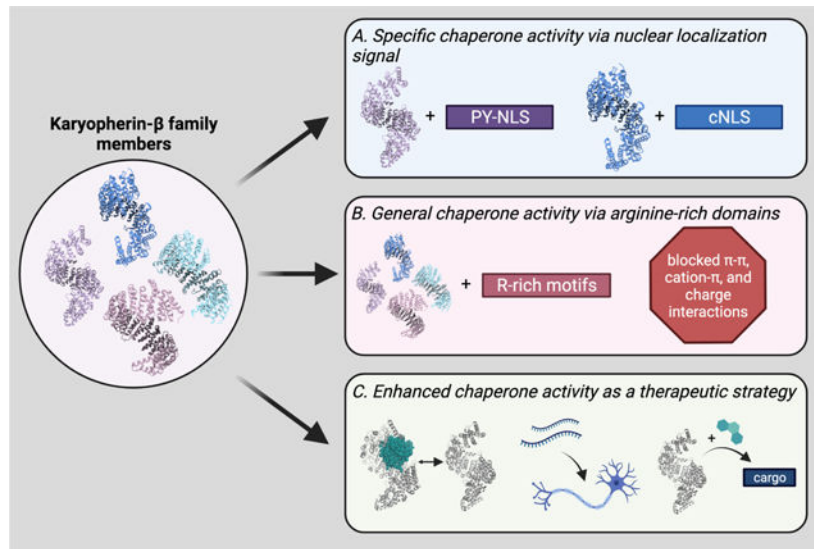 Karyopherin-β family
members
A. Specific chaperone activity via nuclear localization
signal
+
PY-NLS
+
cNLS
B. General chaperone activity via arginine-rich domains
+
R-rich motifs
blocked π-π,
cation-π, and
charge
interactions
C. Enhanced chaperone activity as a therapeutic strategy
+
cargo